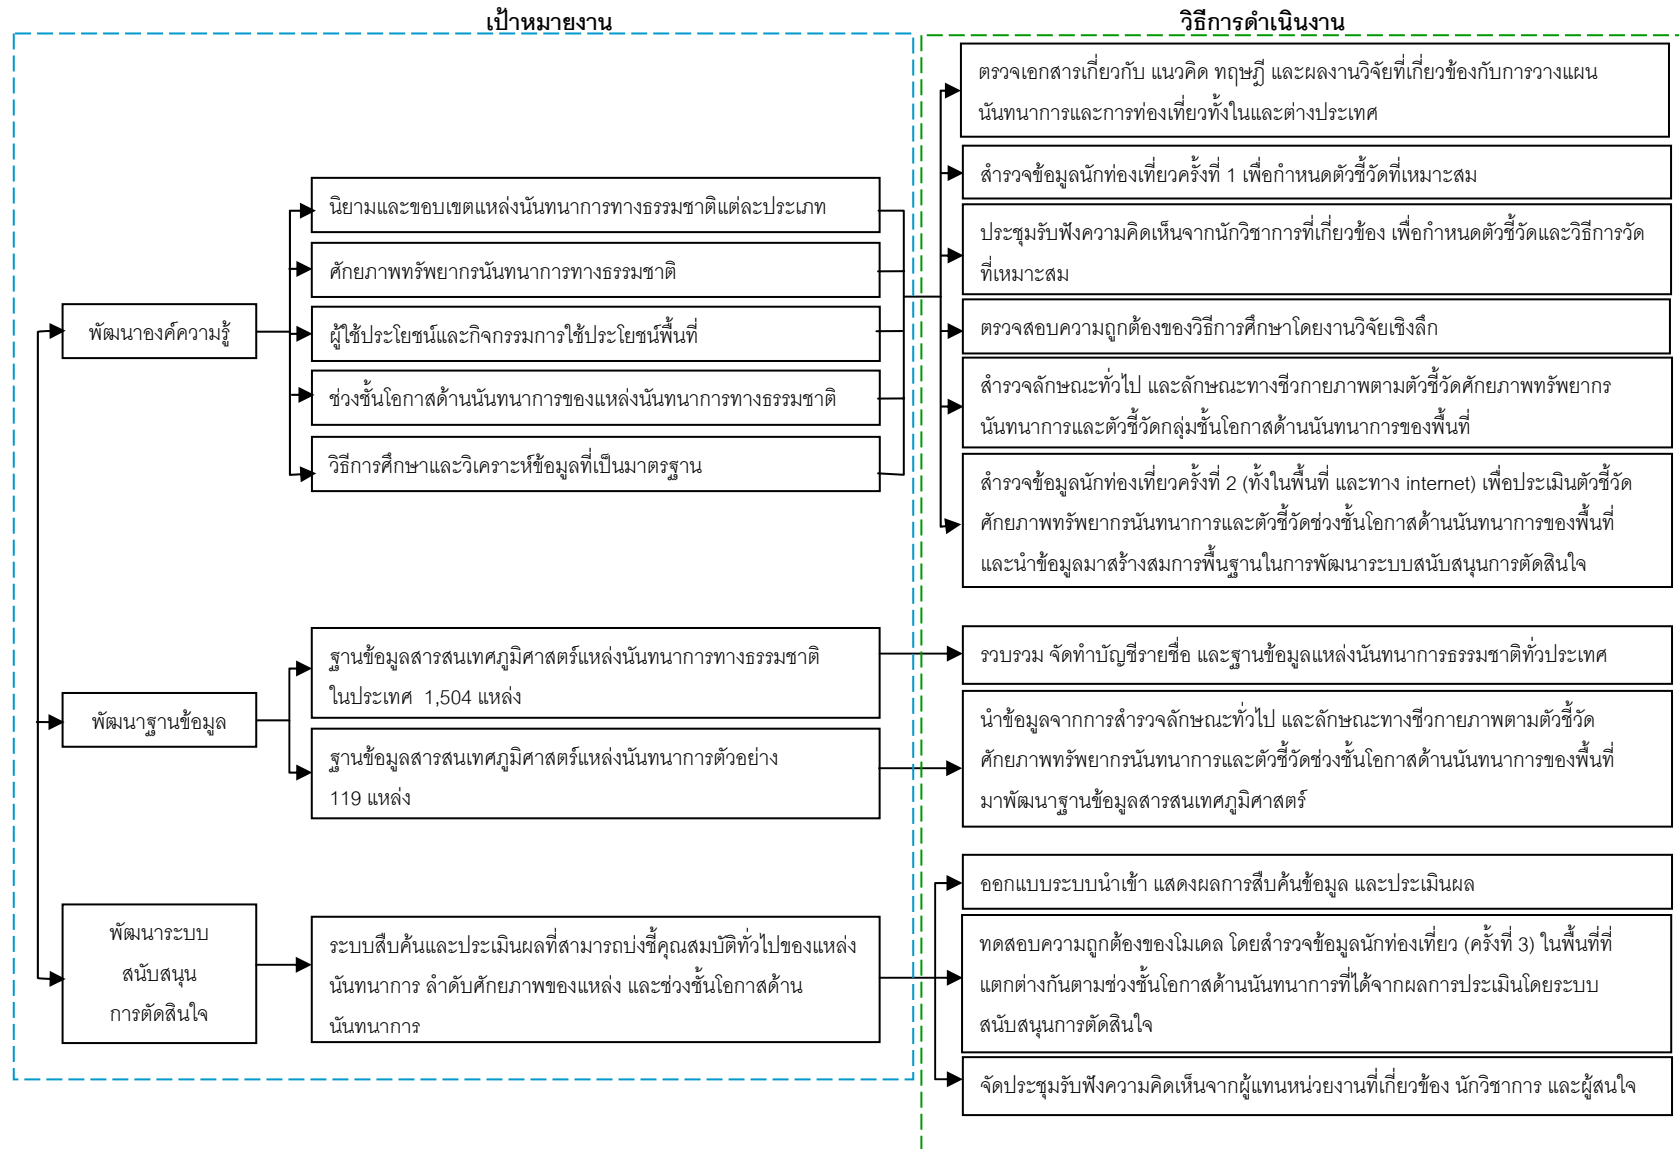 เป้าหมายงาน
วิธีการดำเนินงาน
พัฒนาองค์ความรู้
นิยามและขอบเขตแหล่งนันทนาการทางธรรมชาติแต่ละประเภท
ศักยภาพทรัพยากรนันทนาการทางธรรมชาติ
ผู้ใช้ประโยชน์และกิจกรรมการใช้ประโยชน์พื้นที่
ช่วงชั้นโอกาสด้านนันทนาการของแหล่งนันทนาการทางธรรมชาติ
วิธีการศึกษาและวิเคราะห์ข้อมูลที่เป็นมาตรฐาน
ตรวจเอกสารเกี่ยวกับ แนวคิด ทฤษฎี และผลงานวิจัยที่เกี่ยวข้องกับการวางแผน
นันทนาการและการท่องเที่ยวทั้งในและต่างประเทศ
สำรวจข้อมูลนักท่องเที่ยวครั้งที่ 1 เพื่อกำหนดตัวชี้วัดที่เหมาะสม
ประชุมรับฟังความคิดเห็นจากนักวิชาการที่เกี่ยวข้อง เพื่อกำหนดตัวชี้วัดและวิธีการวัด
ที่เหมาะสม
ตรวจสอบความถูกต้องของวิธีการศึกษาโดยงานวิจัยเชิงลึก
สำรวจลักษณะทั่วไป และลักษณะทางชีวกายภาพตามตัวชี้วัดศักยภาพทรัพยากร
นันทนาการและตัวชี้วัดกลุ่มชั้นโอกาสด้านนันทนาการของพื้นที่
สำรวจข้อมูลนักท่องเที่ยวครั้งที่ 2 (ทั้งในพื้นที่ และทาง internet) เพื่อประเมินตัวชี้วัด
ศักยภาพทรัพยากรนันทนาการและตัวชี้วัดช่วงชั้นโอกาสด้านนันทนาการของพื้นที่
และนำข้อมูลมาสร้างสมการพื้นฐานในการพัฒนาระบบสนับสนุนการตัดสินใจ
พัฒนาฐานข้อมูล
ฐานข้อมูลสารสนเทศภูมิศาสตร์แหล่งนันทนาการทางธรรมชาติ
ในประเทศ 1,504 แหล่ง
ฐานข้อมูลสารสนเทศภูมิศาสตร์แหล่งนันทนาการตัวอย่าง
119 แหล่ง
รวบรวม จัดทำบัญชีรายชื่อ และฐานข้อมูลแหล่งนันทนาการธรรมชาติทั่วประเทศ
นำข้อมูลจากการสำรวจลักษณะทั่วไป และลักษณะทางชีวกายภาพตามตัวชี้วัด
ศักยภาพทรัพยากรนันทนาการและตัวชี้วัดช่วงชั้นโอกาสด้านนันทนาการของพื้นที่
มาพัฒนาฐานข้อมูลสารสนเทศภูมิศาสตร์
พัฒนาระบบ
สนับสนุน
การตัดสินใจ
ระบบสืบค้นและประเมินผลที่สามารถบ่งชี้คุณสมบัติทั่วไปของแหล่ง
นันทนาการ ลำดับศักยภาพของแหล่ง และช่วงชั้นโอกาสด้าน
นันทนาการ
ออกแบบระบบนำเข้า แสดงผลการสืบค้นข้อมูล และประเมินผล
ทดสอบความถูกต้องของโมเดล โดยสำรวจข้อมูลนักท่องเที่ยว (ครั้งที่ 3) ในพื้นที่ที่
แตกต่างกันตามช่วงชั้นโอกาสด้านนันทนาการที่ได้จากผลการประเมินโดยระบบ
สนับสนุนการตัดสินใจ
จัดประชุมรับฟังความคิดเห็นจากผู้แทนหน่วยงานที่เกี่ยวข้อง นักวิชาการ และผู้สนใจ